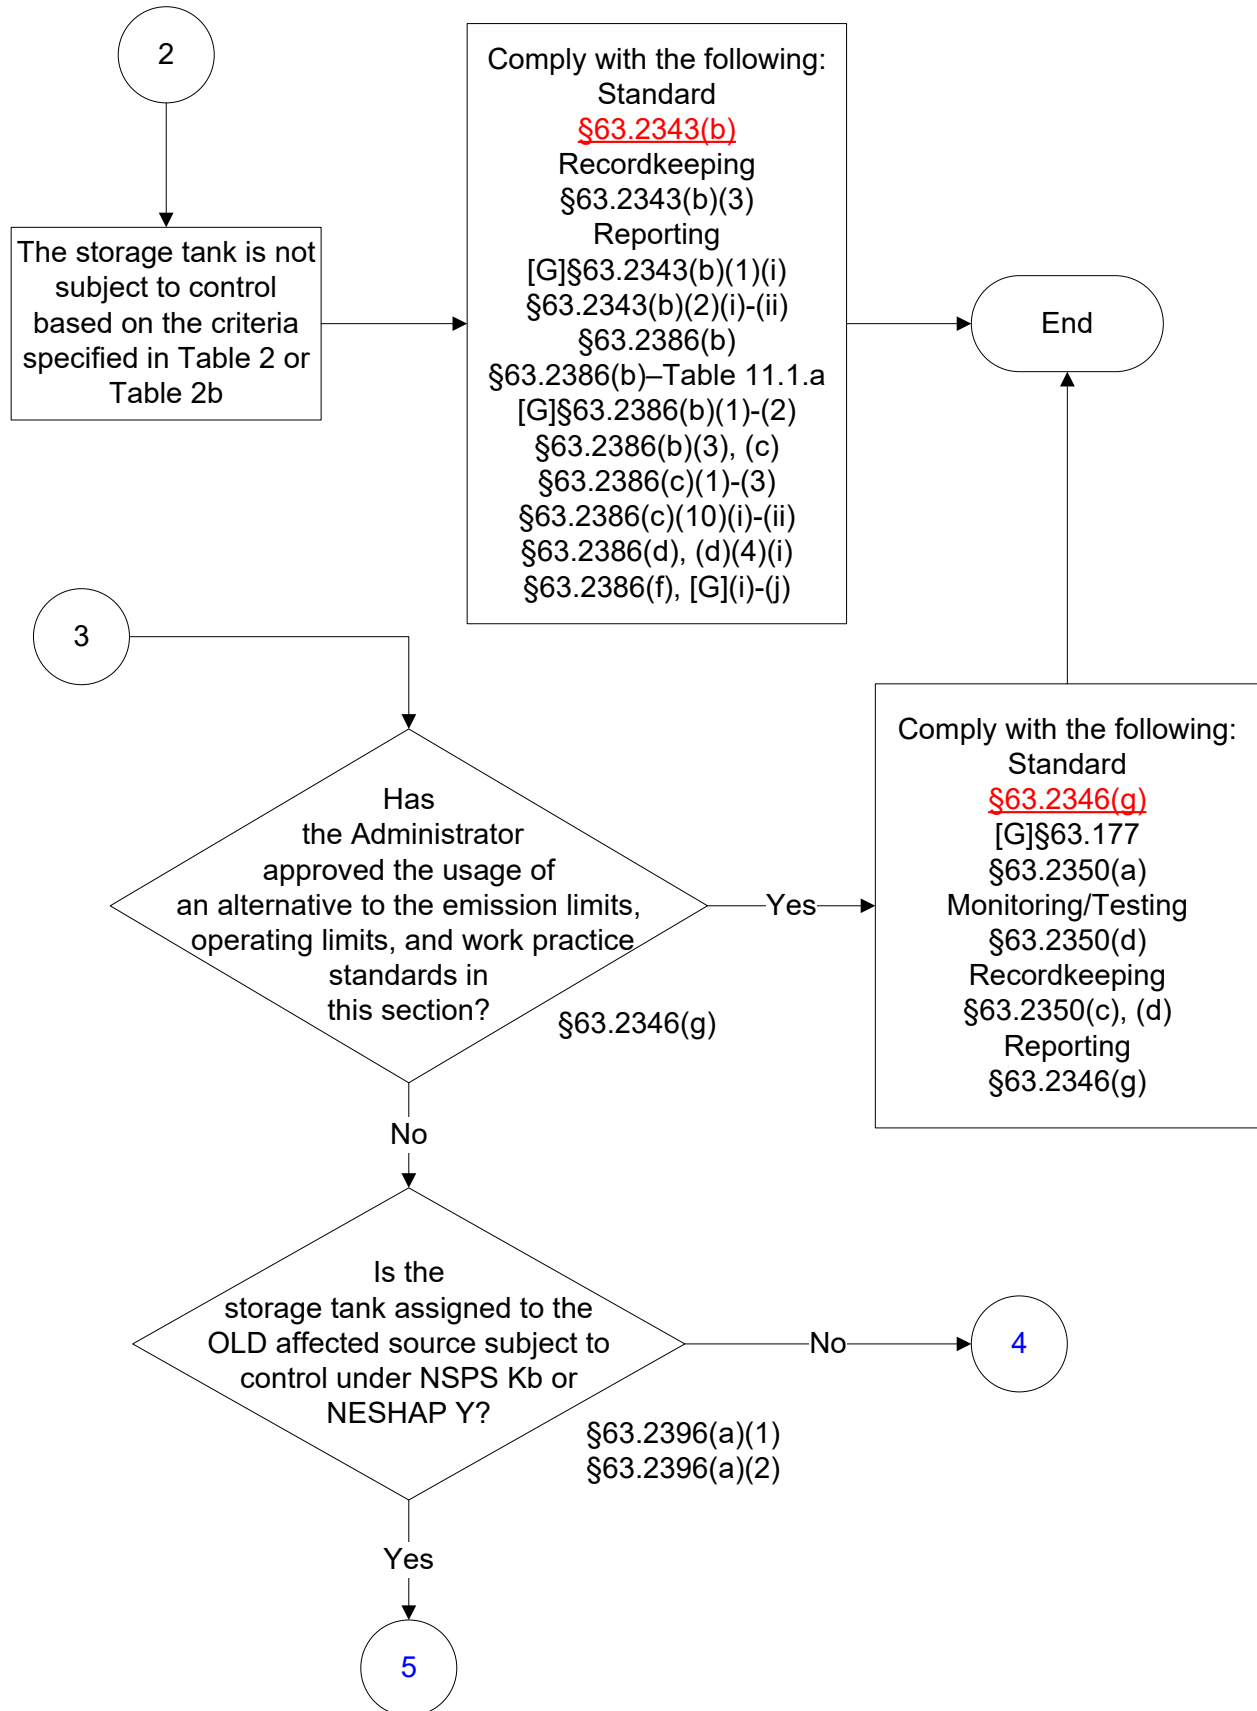 2
The storage tank is not
subject to control
based on the criteria
specified in Table 2 or
Table 2b
Comply with the following:
Standard
§63.2343(b)
Recordkeeping
§63.2343(b)(3)
Reporting
[G]§63.2343(b)(1)(i)
§63.2343(b)(2)(i)-(ii)
§63.2386(b)
§63.2386(b)–Table 11.1.a
[G]§63.2386(b)(1)-(2)
§63.2386(b)(3), (c)
§63.2386(c)(1)-(3)
§63.2386(c)(10)(i)-(ii)
§63.2386(d), (d)(4)(i)
§63.2386(f), [G](i)-(j)
End
3
Has
the Administrator
approved the usage of
an alternative to the emission limits,
operating limits, and work practice
standards in
this section?
§63.2346(g)
Yes
Comply with the following:
Standard
§63.2346(g)
[G]§63.177
§63.2350(a)
Monitoring/Testing
§63.2350(d)
Recordkeeping
§63.2350(c), (d)
Reporting
§63.2346(g)
No
Is the
storage tank assigned to the
OLD affected source subject to
control under NSPS Kb or
NESHAP Y?
§63.2396(a)(1)
§63.2396(a)(2)
No
4
Yes
5